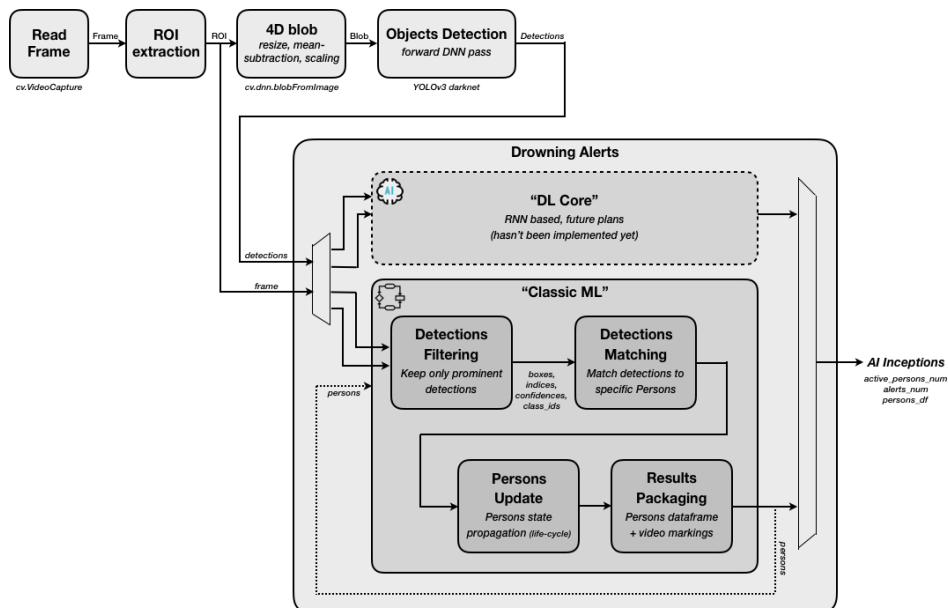 Read
Frame
cv.VideoCapture
Frame
ROI
extraction
ROI
4D blob
resize, mean-
subtraction, scaling
cv.dnn.blobFromImage
Blob
Objects Detection
forward DNN pass
YOLOv3 darknet
Detections
Drowning Alerts
AI
“DL Core”
RNN based, future plans
(hasn’t been implemented yet)
detections
frame
“Classic ML”
Detections
Filtering
Keep only prominent
detections
boxes,
indices,
confidences,
class_ids
Detections
Matching
Match detections to
specific Persons
persons
Persons
Update
Persons state
propagation (life-cycle)
Results
Packaging
Persons dataframe
+ video markings
persons
AI Inceptions
active_persons_num
alerts_num
persons_df